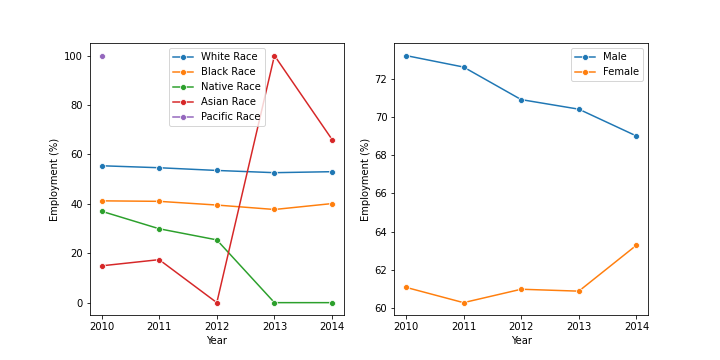 100
80
60
40
20
0
Employment (%)
2010 2011 2012 2013 2014
Year
White Race
Black Race
Native Race
Asian Race
Pacific Race
72
70
68
66
64
62
60
Employment (%)
2010 2011 2012 2013 2014
Year
Male
Female